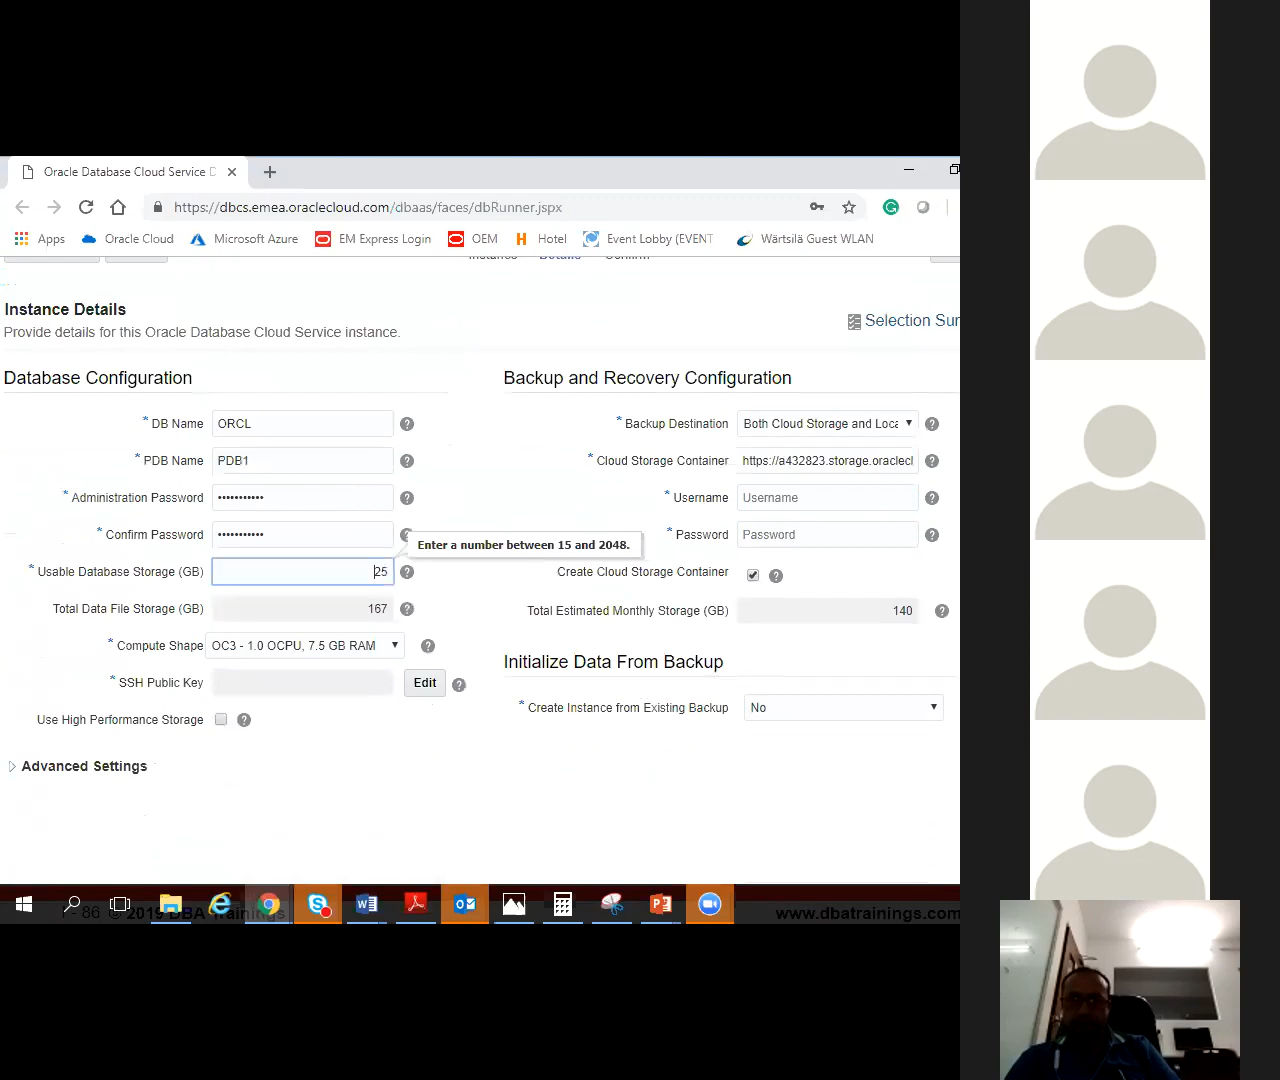 Oracle Database Cloud Service D
https://dbcs.emea.oraclecloud.com/dbaas/faces/dbRunner.jspx
Apps Oracle Cloud Microsoft Azure EM Express Login OEM Hotel Event Lobby (EVENT Wärtsilä Guest WLAN
Instance Details Confirm
Instance Details
Provide details for this Oracle Database Cloud Service instance.
Selection Sur
Database Configuration
* DB Name ORCL
* PDB Name PDB1
* Administration Password •••••••••••
* Confirm Password •••••••••••
Enter a number between 15 and 2048.
* Usable Database Storage (GB) 25
Total Data File Storage (GB) 167
* Compute Shape OC3 - 1.0 OCPU, 7.5 GB RAM
* SSH Public Key Edit
Use High Performance Storage
Advanced Settings
Backup and Recovery Configuration
* Backup Destination Both Cloud Storage and Loca
* Cloud Storage Container https://a432823.storage.oraclecl
* Username Username
* Password Password
Create Cloud Storage Container
Total Estimated Monthly Storage (GB) 140
Initialize Data From Backup
* Create Instance from Existing Backup No
86 © 2019 DBA Trainings www.dbatrainings.com